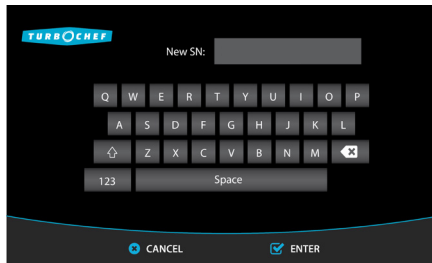 TURBOCHEF
New SN:
Q W E R T Y U I O P
A S D F G H J K L
Z X C V B N M
123 Space
CANCEL ENTER